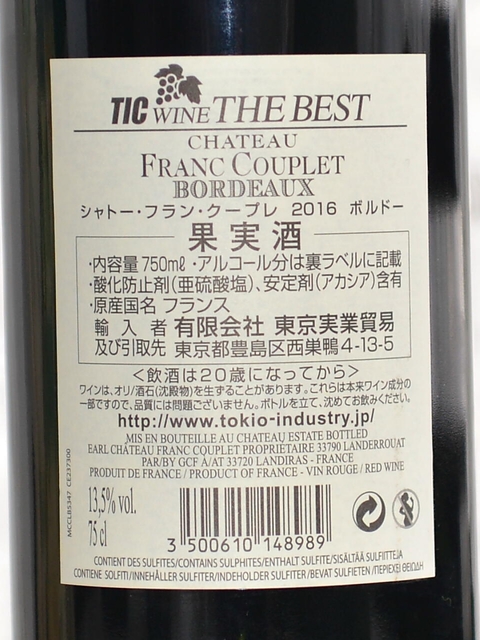 TIC WINE THE BEST
CHATEAU
FRANC COUPLET
BORDEAUX
シャトー・フラン・クープレ 2016 ボルドー
果実酒
・内容量 750mℓ ・アルコール分は裏ラベルに記載
・酸化防止剤(亜硫酸塩)、安定剤(アカシア)含有
・原産国名 フランス
輸入者 有限会社 東京実業貿易
及び引取先 東京都豊島区西巣鴨4-13-5
<飲酒は20歳になってから>
ワインは、オリ/酒石(沈殿物)を生ずることがあります。これらは本来ワイン成分の
一部ですので、品質には問題ございません。ボトルを立て、沈めてお飲みください。
http://www.tokio-industry.jp/
MIS EN BOUTEILLE AU CHATEAU ESTATE BOTTLED
EARL CHÂTEAU FRANC COUPLET PROPRIETAIRE 33790 LANDERROUAT
PAR/BY GCF A/AT 33720 LANDIRAS - FRANCE
PRODUIT DE FRANCE / PRODUCT OF FRANCE - VIN ROUGE / RED WINE
MCCLBS347 CE237300
13,5% vol.
75 cl
3 500610 148989
CONTIENT DES SULFITES/CONTAINS SULPHITES/ENTHALT SULFITE/SISÄLTÄÄ SULFIITTEJA
CONTIENE SOLFITI/INNEHÅLLER SULFITER/INDEHOLDER SULFITER/BEVAT SULFIETEN/ΠΕΡΙΕΧΕΙ ΘΕΙΩΔΗ